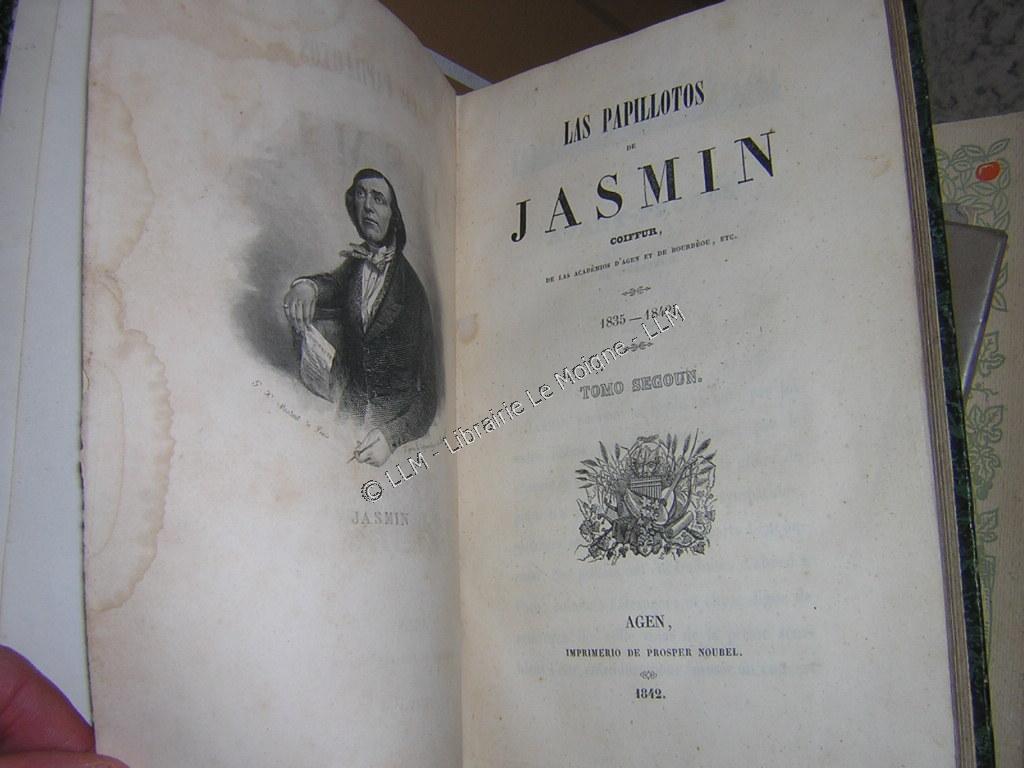 JASMIN
LAS PAPILLOTOS
DE
JASMIN
COIFFUR,
DE LAS ACADÈMIOS D'AGEN ET DE BOURDÈOU, ETC.
1835 — 1842
TOMO SEGOUN.
AGEN,
IMPRIMERIO DE PROSPER NOUBEL.
1842.
© LLM - Librairie Le Moigne - LLM